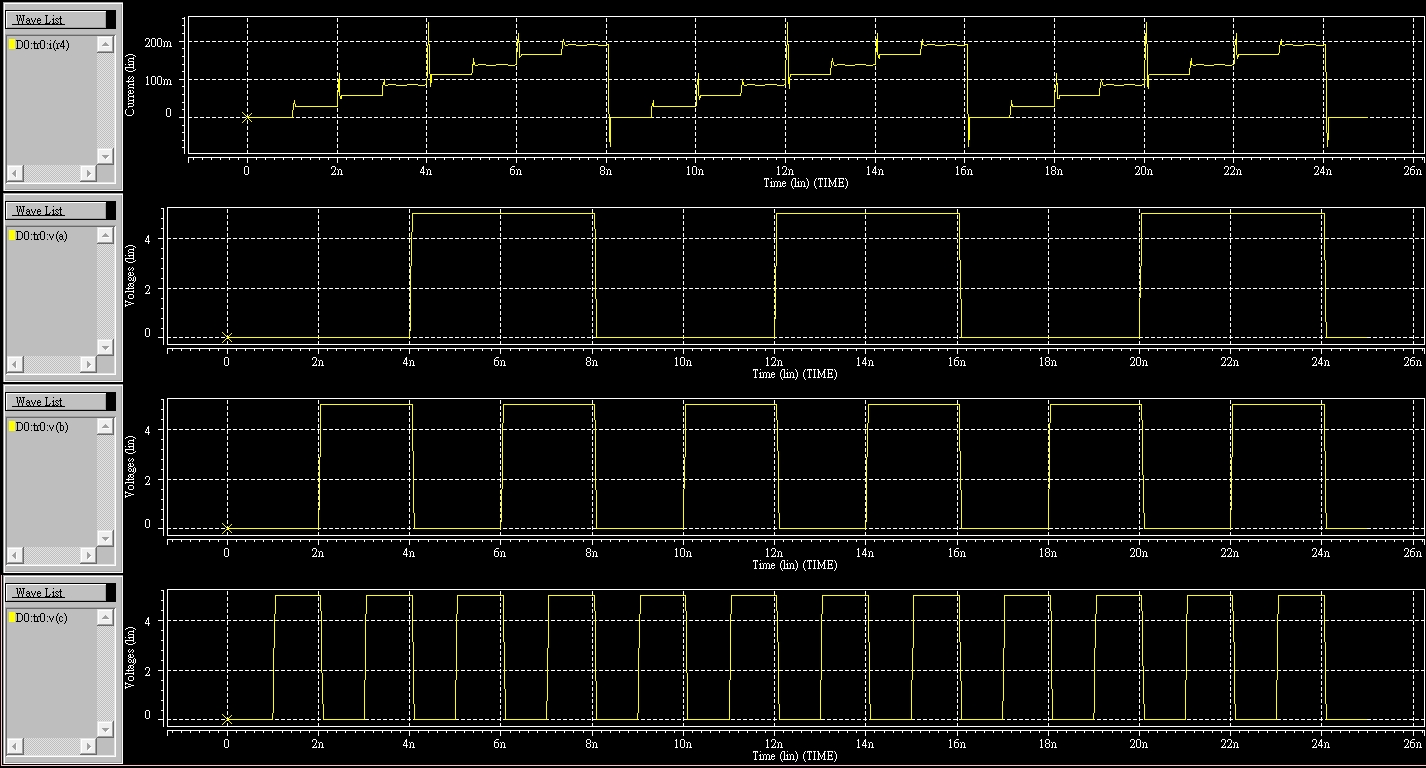 Wave List
D0:tr0:i(r4)
Currents (lin)
200m
100m
0
0 2n 4n 6n 8n 10n 12n 14n 16n 18n 20n 22n 24n 26n
Time (lin) (TIME)
Wave List
D0:tr0:v(a)
Voltages (lin)
4
2
0
0 2n 4n 6n 8n 10n 12n 14n 16n 18n 20n 22n 24n 26n
Time (lin) (TIME)
Wave List
D0:tr0:v(b)
Voltages (lin)
4
2
0
0 2n 4n 6n 8n 10n 12n 14n 16n 18n 20n 22n 24n 26n
Time (lin) (TIME)
Wave List
D0:tr0:v(c)
Voltages (lin)
4
2
0
0 2n 4n 6n 8n 10n 12n 14n 16n 18n 20n 22n 24n 26n
Time (lin) (TIME)